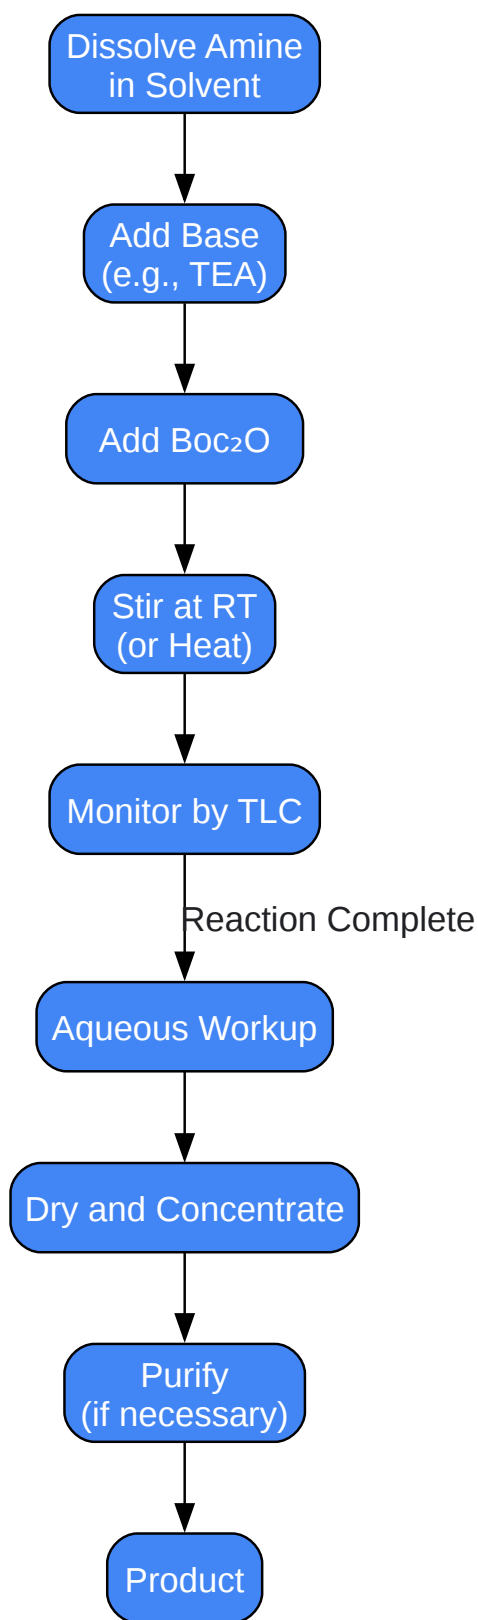 Dissolve Amine
in Solvent
Add Base
(e.g., TEA)
Add Boc₂O
Stir at RT
(or Heat)
Monitor by TLC
Reaction Complete
Aqueous Workup
Dry and Concentrate
Purify
(if necessary)
Product